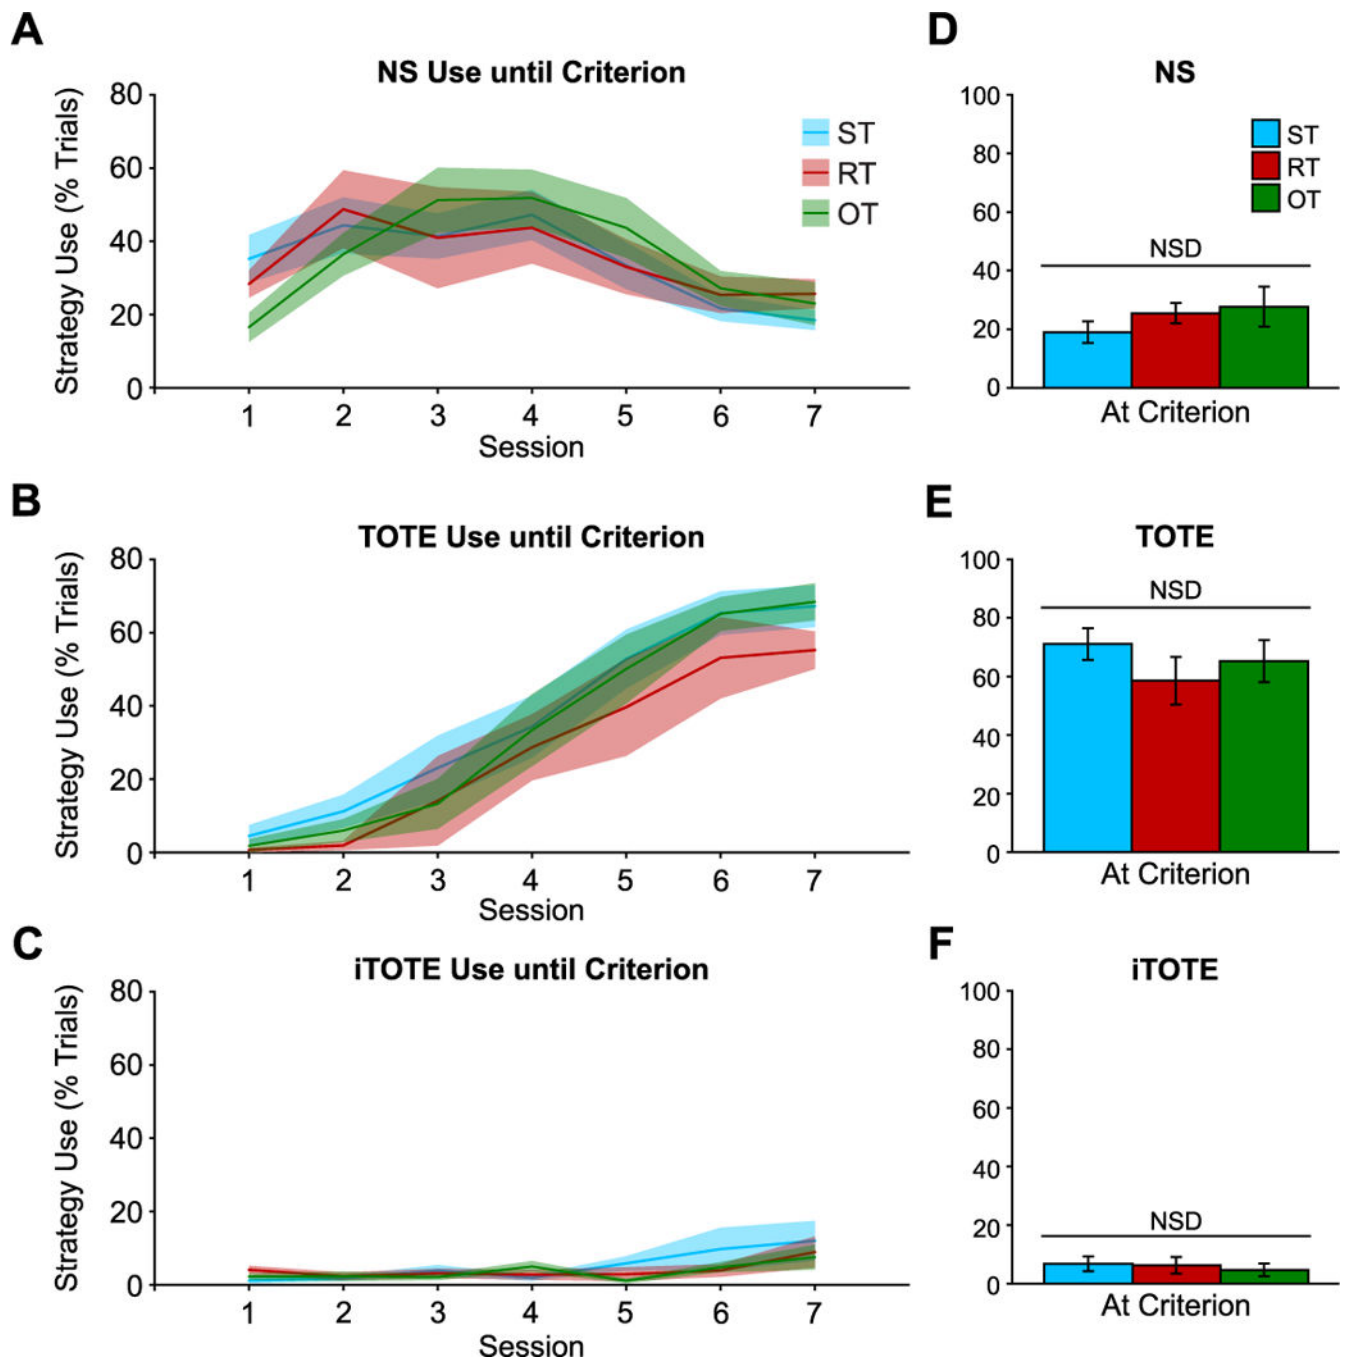 A
NS Use until Criterion
Strategy Use (% Trials)
80
60
40
20
0
ST
RT
OT
1 2 3 4 5 6 7
Session
D
NS
100
80
60
40
20
0
ST
RT
OT
NSD
At Criterion
B
TOTE Use until Criterion
Strategy Use (% Trials)
80
60
40
20
0
1 2 3 4 5 6 7
Session
E
TOTE
100
80
60
40
20
0
NSD
At Criterion
C
iTOTE Use until Criterion
Strategy Use (% Trials)
80
60
40
20
0
1 2 3 4 5 6 7
Session
F
iTOTE
100
80
60
40
20
0
NSD
At Criterion